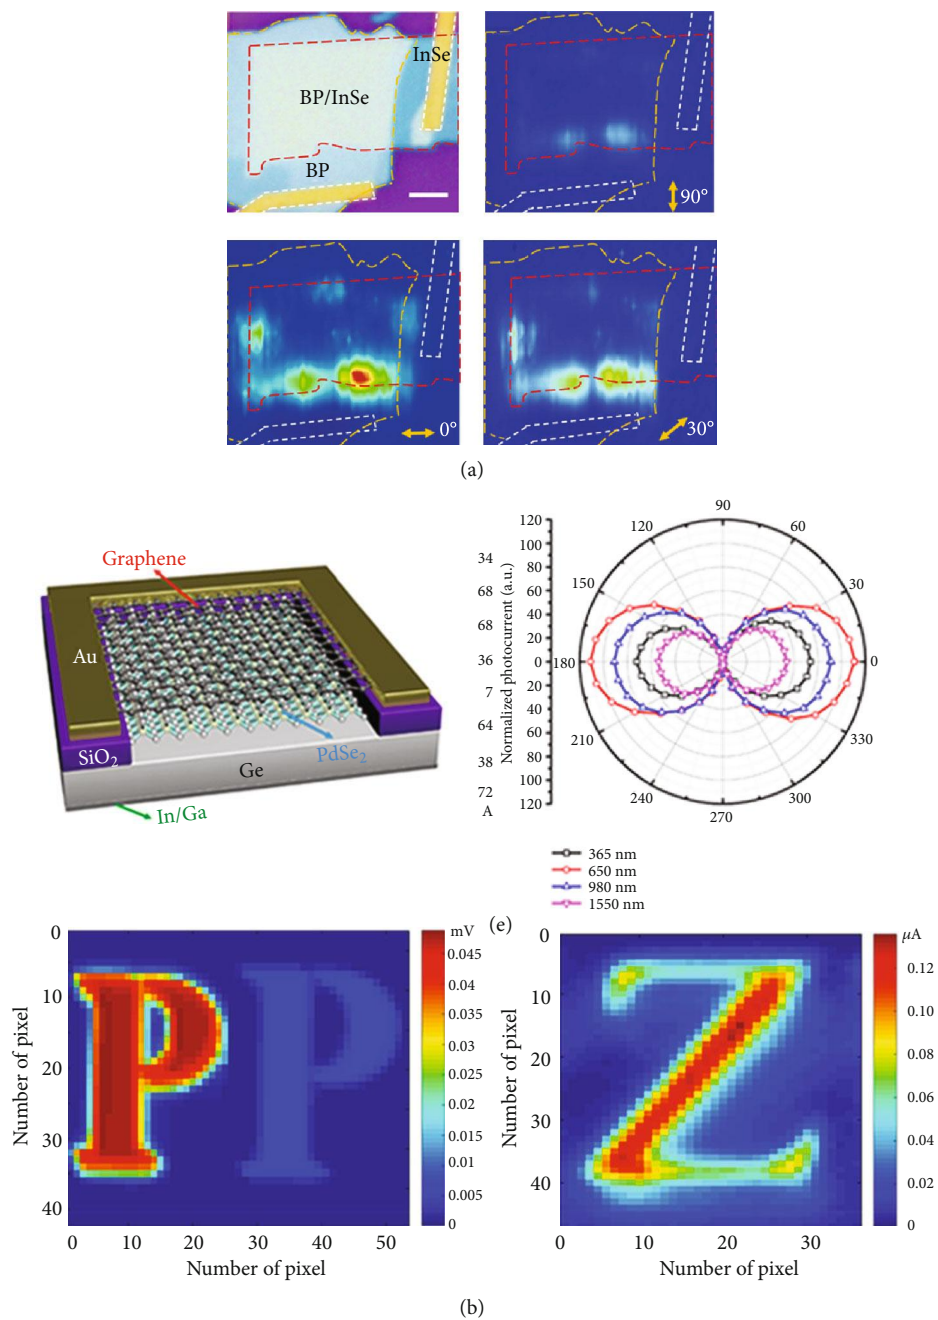 InSe
BP/InSe
BP
90°
0°
30°
(a)
Graphene
Au
SiO2
PdSe2
Ge
In/Ga
34
68
68
36
7
64
38
72
A
Normalized photocurrent (a.u.)
120
100
80
60
40
20
0
20
40
60
80
100
120
90
120
60
150
30
180
0
210
330
240
300
270
365 nm
650 nm
980 nm
1550 nm
(e)
mV
0.045
0.04
0.035
0.03
0.025
0.02
0.015
0.01
0.005
0
0
10
20
30
40
Number of pixel
0
10
20
30
40
50
Number of pixel
µA
0.12
0.10
0.08
0.06
0.04
0.02
0
0
10
20
30
40
Number of pixel
0
10
20
30
Number of pixel
P P
Z
(b)